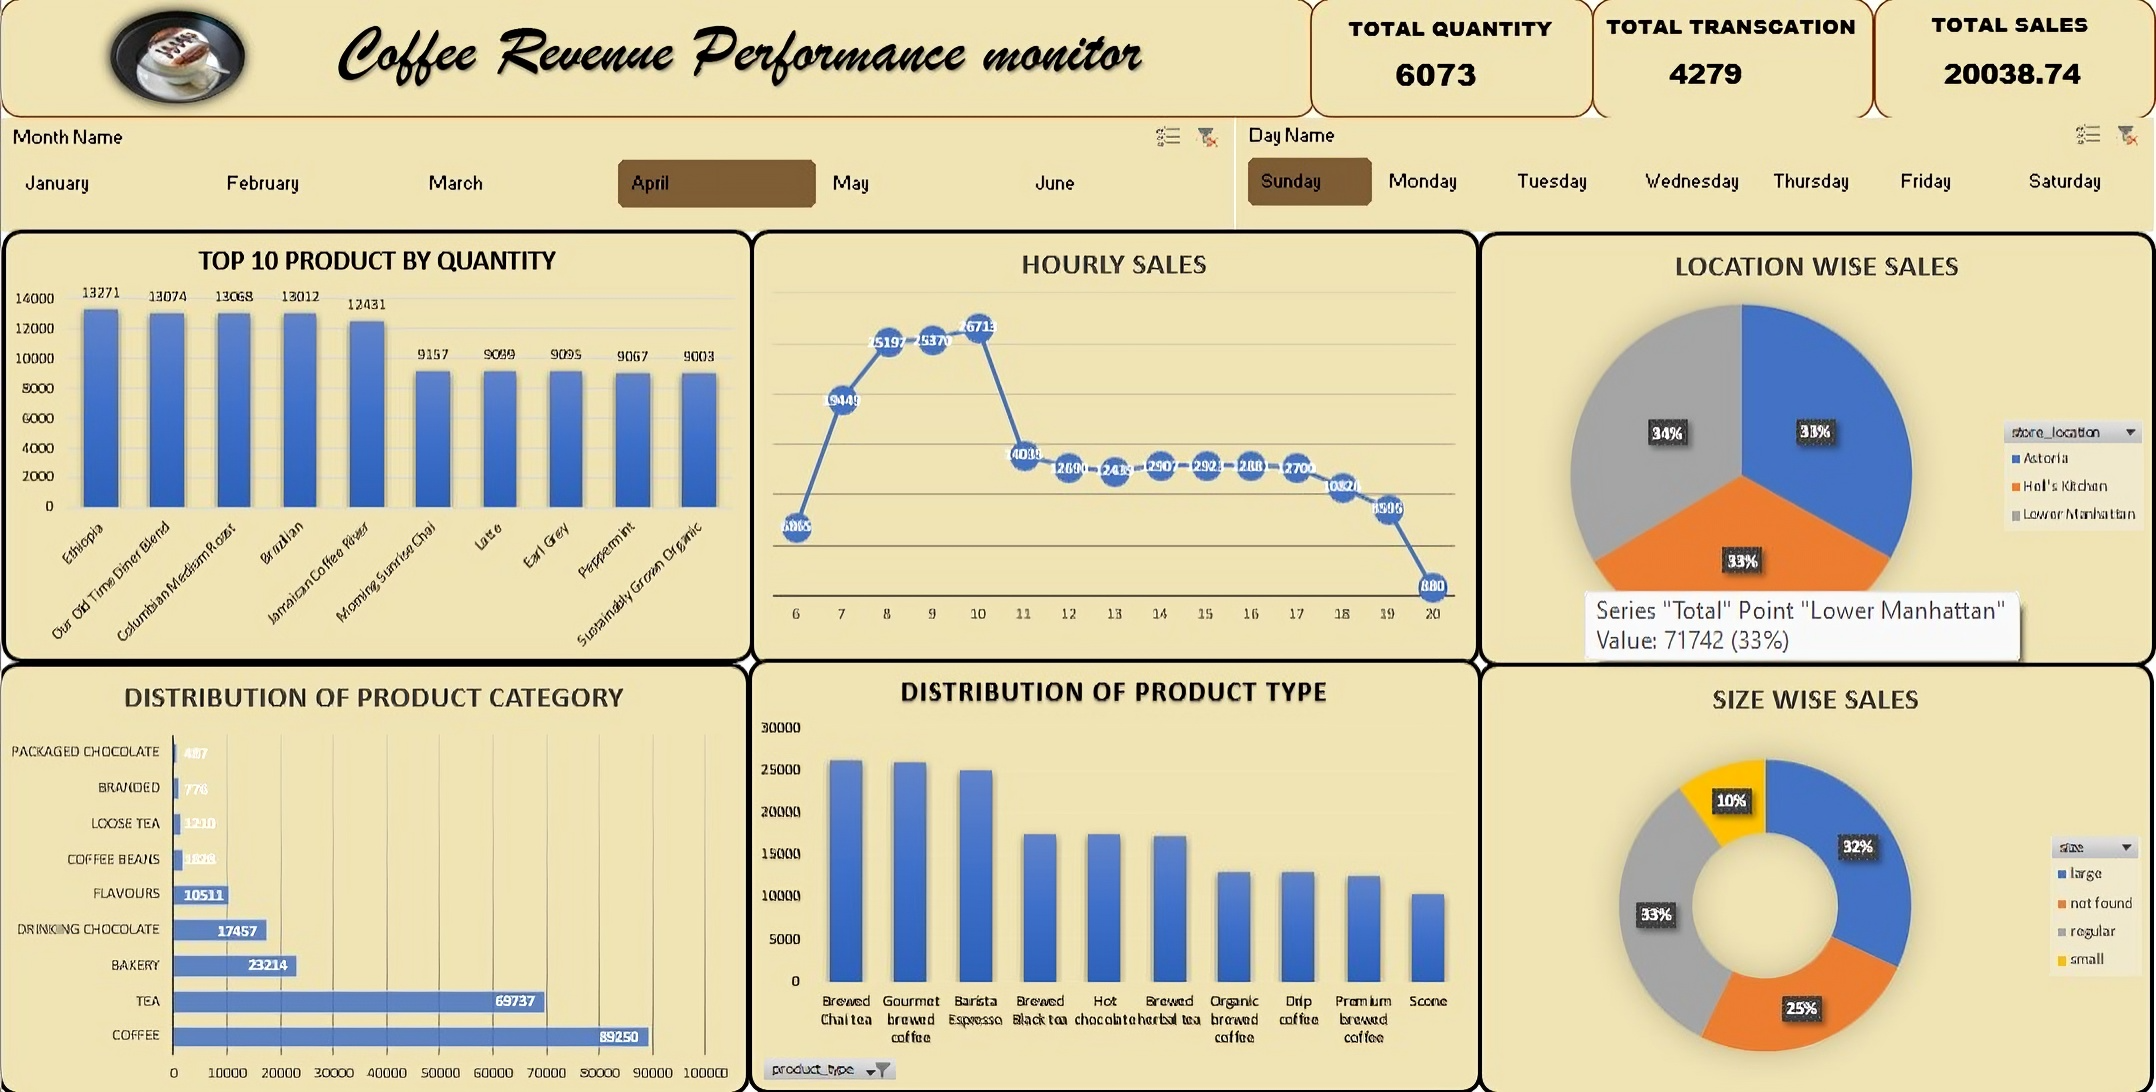 Coffee Revenue Performance monitor
TOTAL QUANTITY
6073
TOTAL TRANSCATION
4279
TOTAL SALES
20038.74
Month Name
January
February
March
April
May
June
Day Name
Sunday
Monday
Tuesday
Wednesday
Thursday
Friday
Saturday
TOP 10 PRODUCT BY QUANTITY
14000
12000
10000
8000
6000
4000
2000
0
13271
13074
13068
13012
12431
9157
9099
9095
9067
9003
Ethiopia
Our Old Time Diner Blend
Columbian Medium Roast
Brazilian
Jamaican Coffee River
Morning Sunrise Chai
Latte
Earl Grey
Peppermint
Sustainably Grown Organic
HOURLY SALES
19449
25197
25370
26713
14035
12690
12439
12907
12923
12881
12700
8595
880
6
7
8
9
10
11
12
13
14
15
16
17
18
19
20
LOCATION WISE SALES
34%
33%
33%
store_location
Astoria
Hell's Kitchen
Lower Manhattan
Series "Total" Point "Lower Manhattan"
Value: 71742 (33%)
DISTRIBUTION OF PRODUCT CATEGORY
PACKAGED CHOCOLATE
487
BRANDED
776
LOOSE TEA
1210
COFFEE BEANS
1828
FLAVOURS
10511
DRINKING CHOCOLATE
17457
BAKERY
23214
TEA
69737
COFFEE
89250
0
10000
20000
30000
40000
50000
60000
70000
80000
90000
100000
DISTRIBUTION OF PRODUCT TYPE
30000
25000
20000
15000
10000
5000
0
Brewed
Chai tea
Gourmet
brewed
coffee
Barista
Espresso
Brewed
Black tea
Hot
chocolate
Brewed
herbal tea
Organic
brewed
coffee
Drip
coffee
Premium
brewed
coffee
Scone
product_type
SIZE WISE SALES
10%
32%
33%
25%
size
large
not found
regular
small